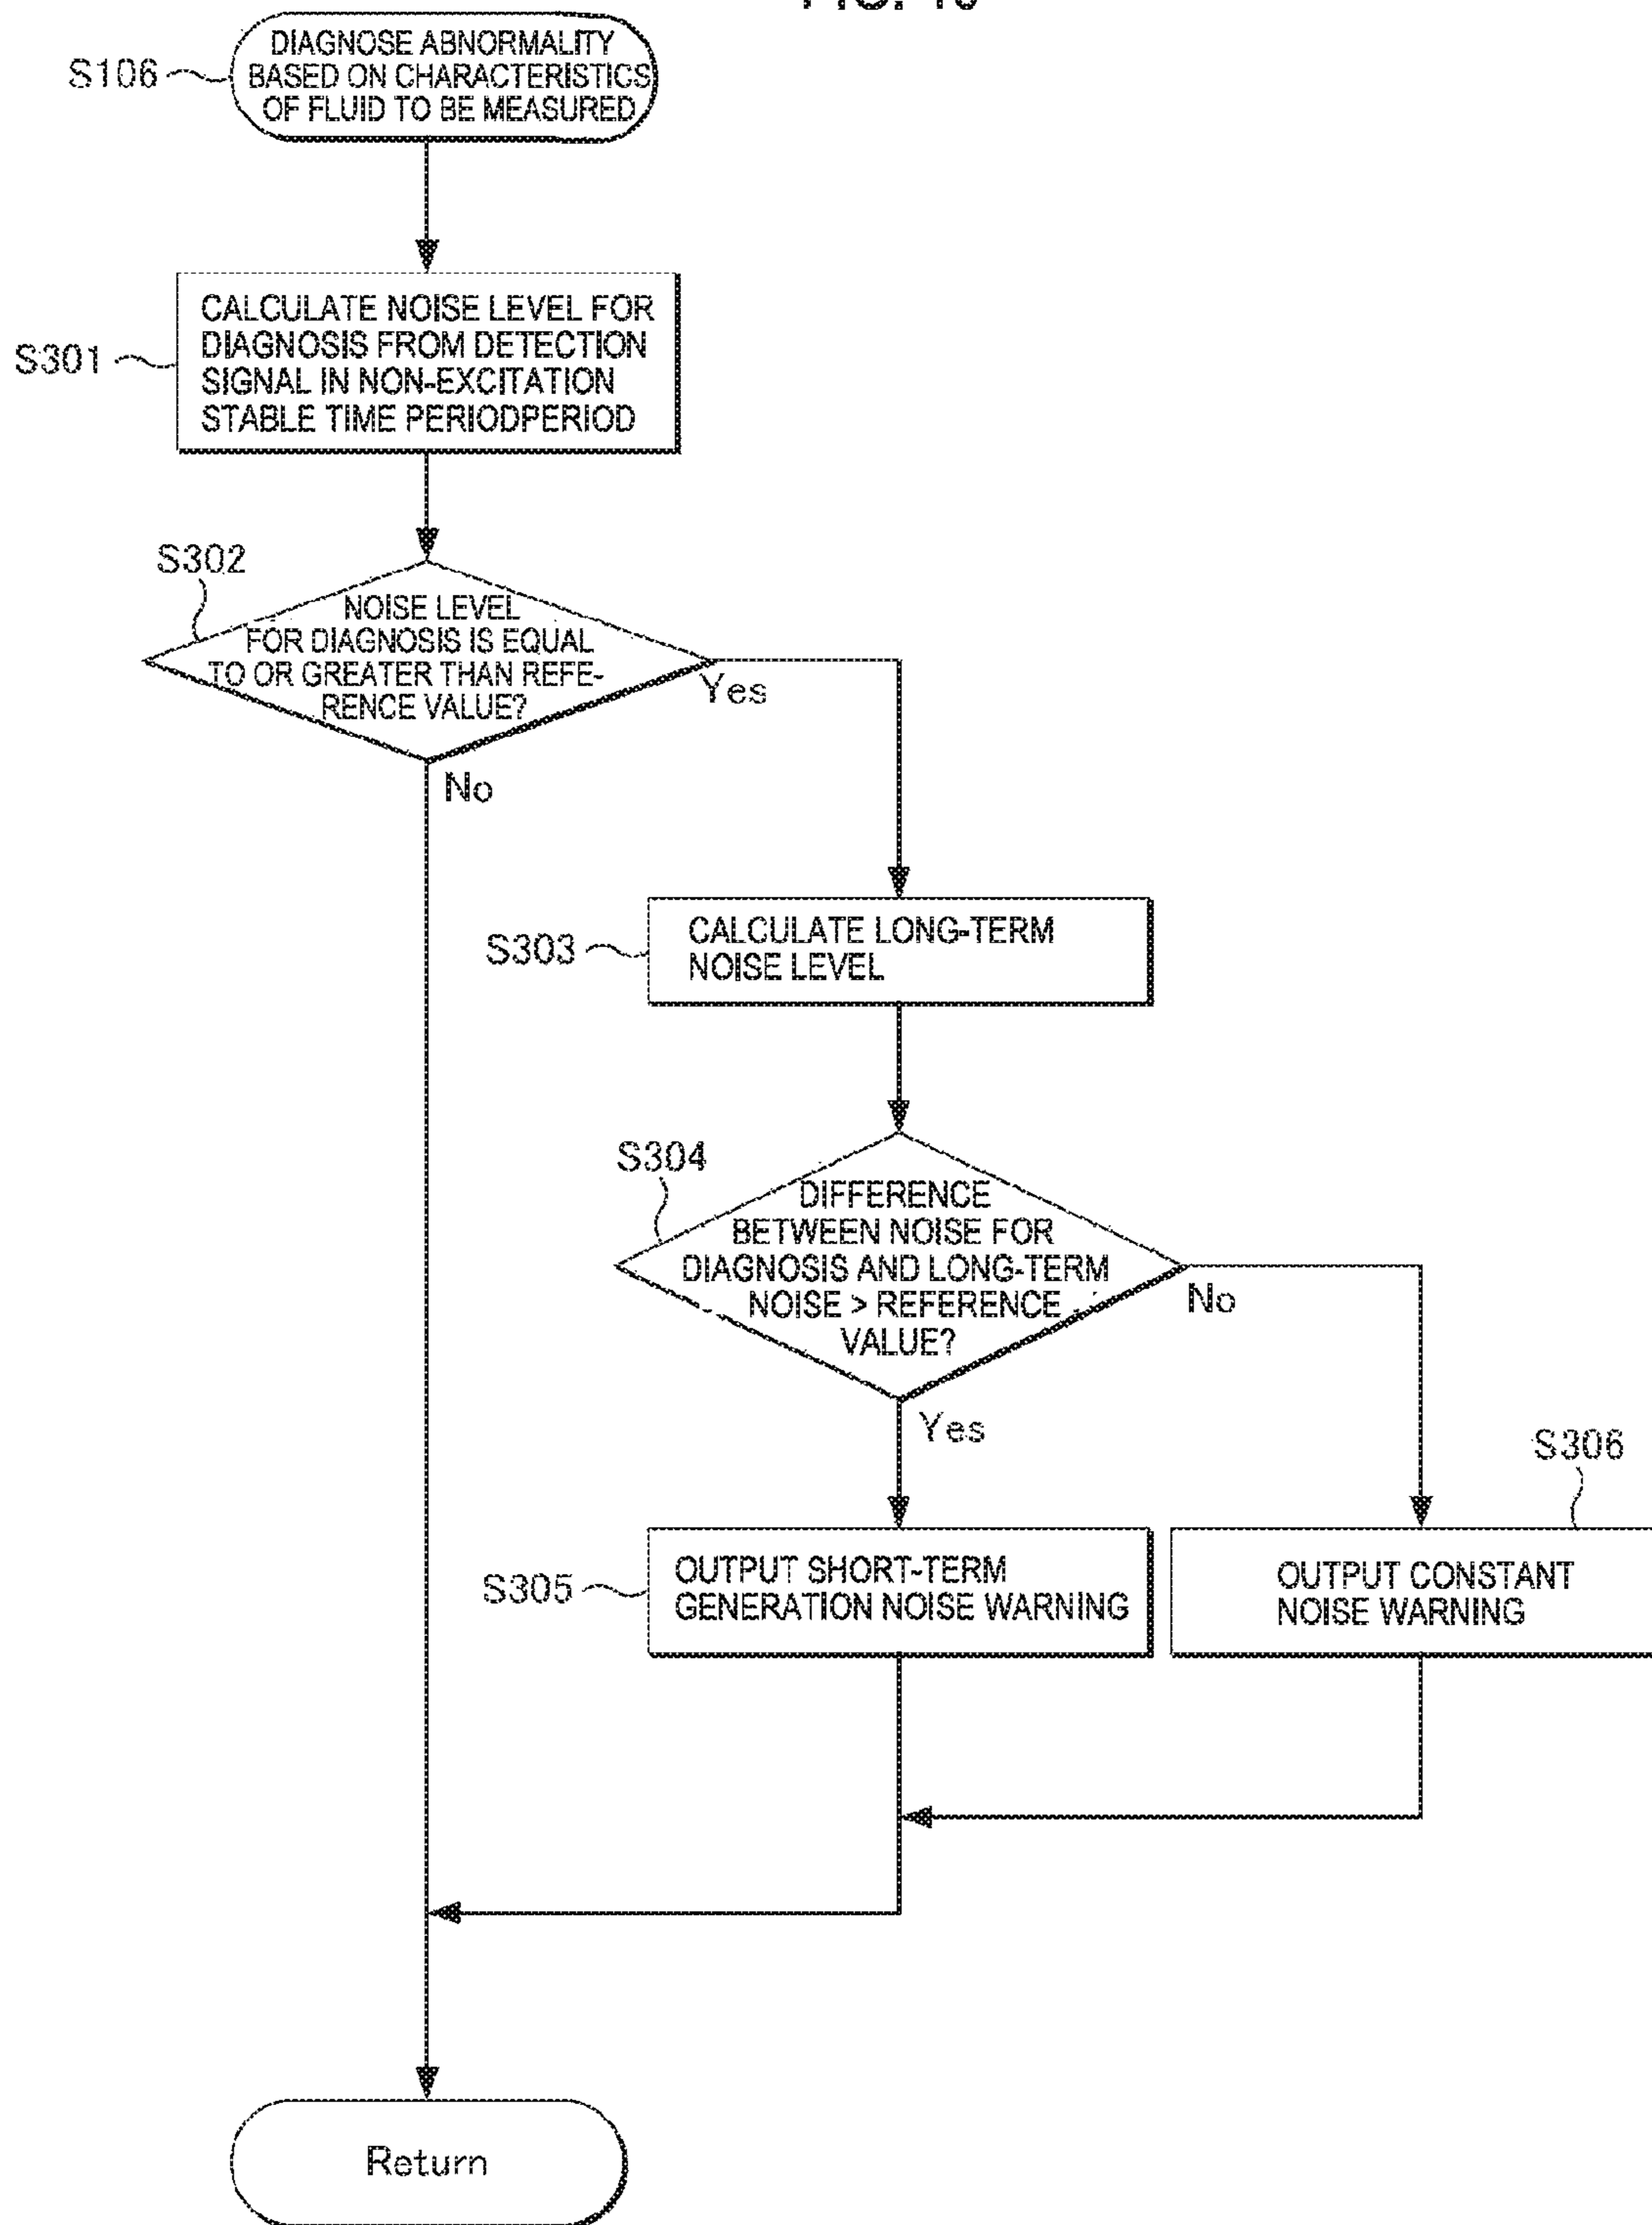 S106
DIAGNOSE ABNORMALITY
BASED ON CHARACTERISTICS
OF FLUID TO BE MEASURED
S301
CALCULATE NOISE LEVEL FOR
DIAGNOSIS FROM DETECTION
SIGNAL IN NON-EXCITATION
STABLE TIME PERIODPERIOD
S302
NOISE LEVEL
FOR DIAGNOSIS IS EQUAL
TO OR GREATER THAN REFE-
RENCE VALUE?
Yes
No
S303
CALCULATE LONG-TERM
NOISE LEVEL
S304
DIFFERENCE
BETWEEN NOISE FOR
DIAGNOSIS AND LONG-TERM
NOISE > REFERENCE
VALUE?
No
Yes
S305
OUTPUT SHORT-TERM
GENERATION NOISE WARNING
S306
OUTPUT CONSTANT
NOISE WARNING
Return